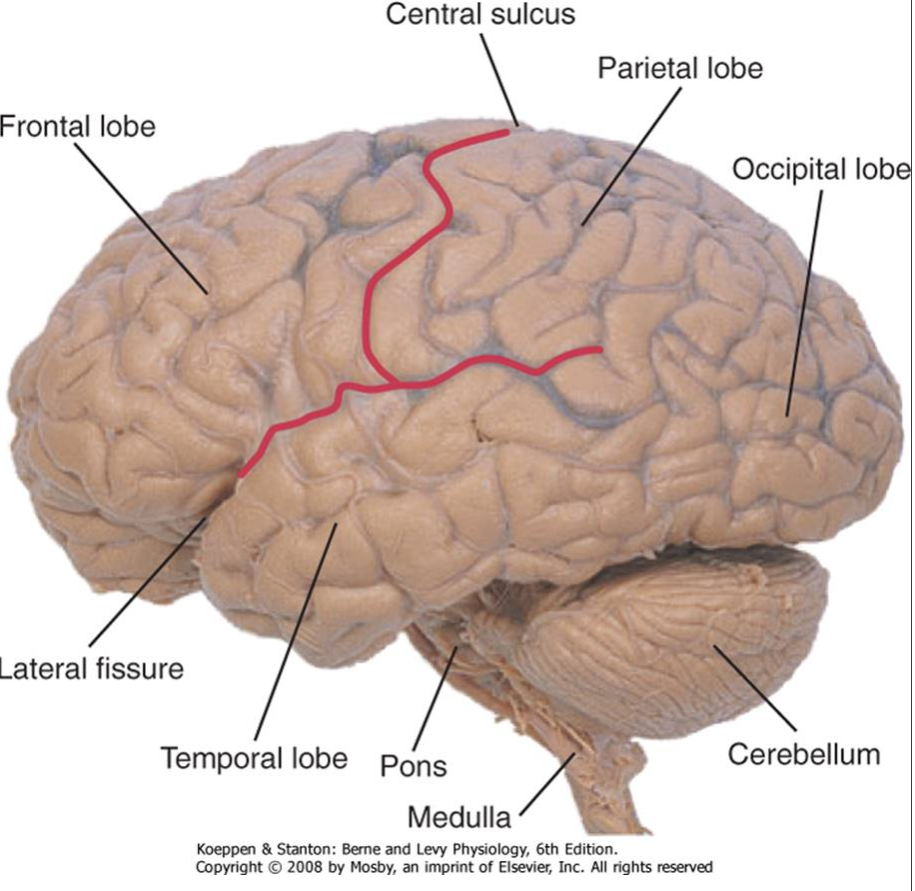 Central sulcus
Parietal lobe
Frontal lobe
Occipital lobe
Lateral fissure
Temporal lobe
Pons
Cerebellum
Medulla
Koeppen & Stanton: Berne and Levy Physiology, 6th Edition.
Copyright © 2008 by Mosby, an imprint of Elsevier, Inc. All rights reserved